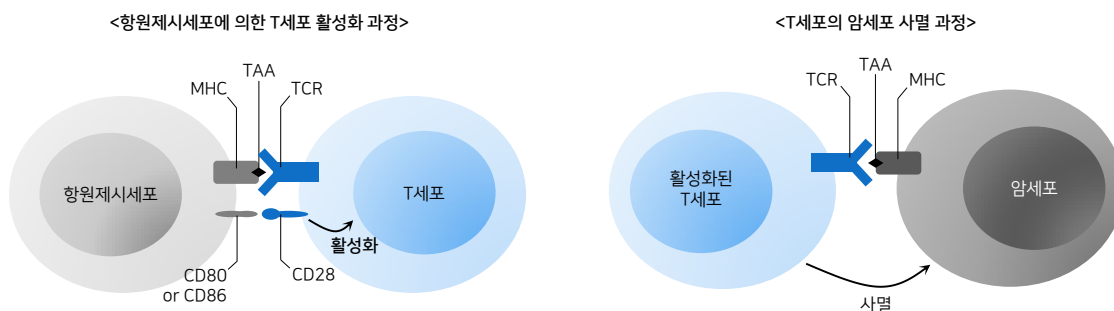 <항원제시세포에 의한 T세포 활성화 과정>
TAA
MHC
TCR
항원제시세포
T세포
활성화
CD80
or CD86
CD28
<T세포의 암세포 사멸 과정>
TCR
TAA
MHC
활성화된
T세포
암세포
사멸